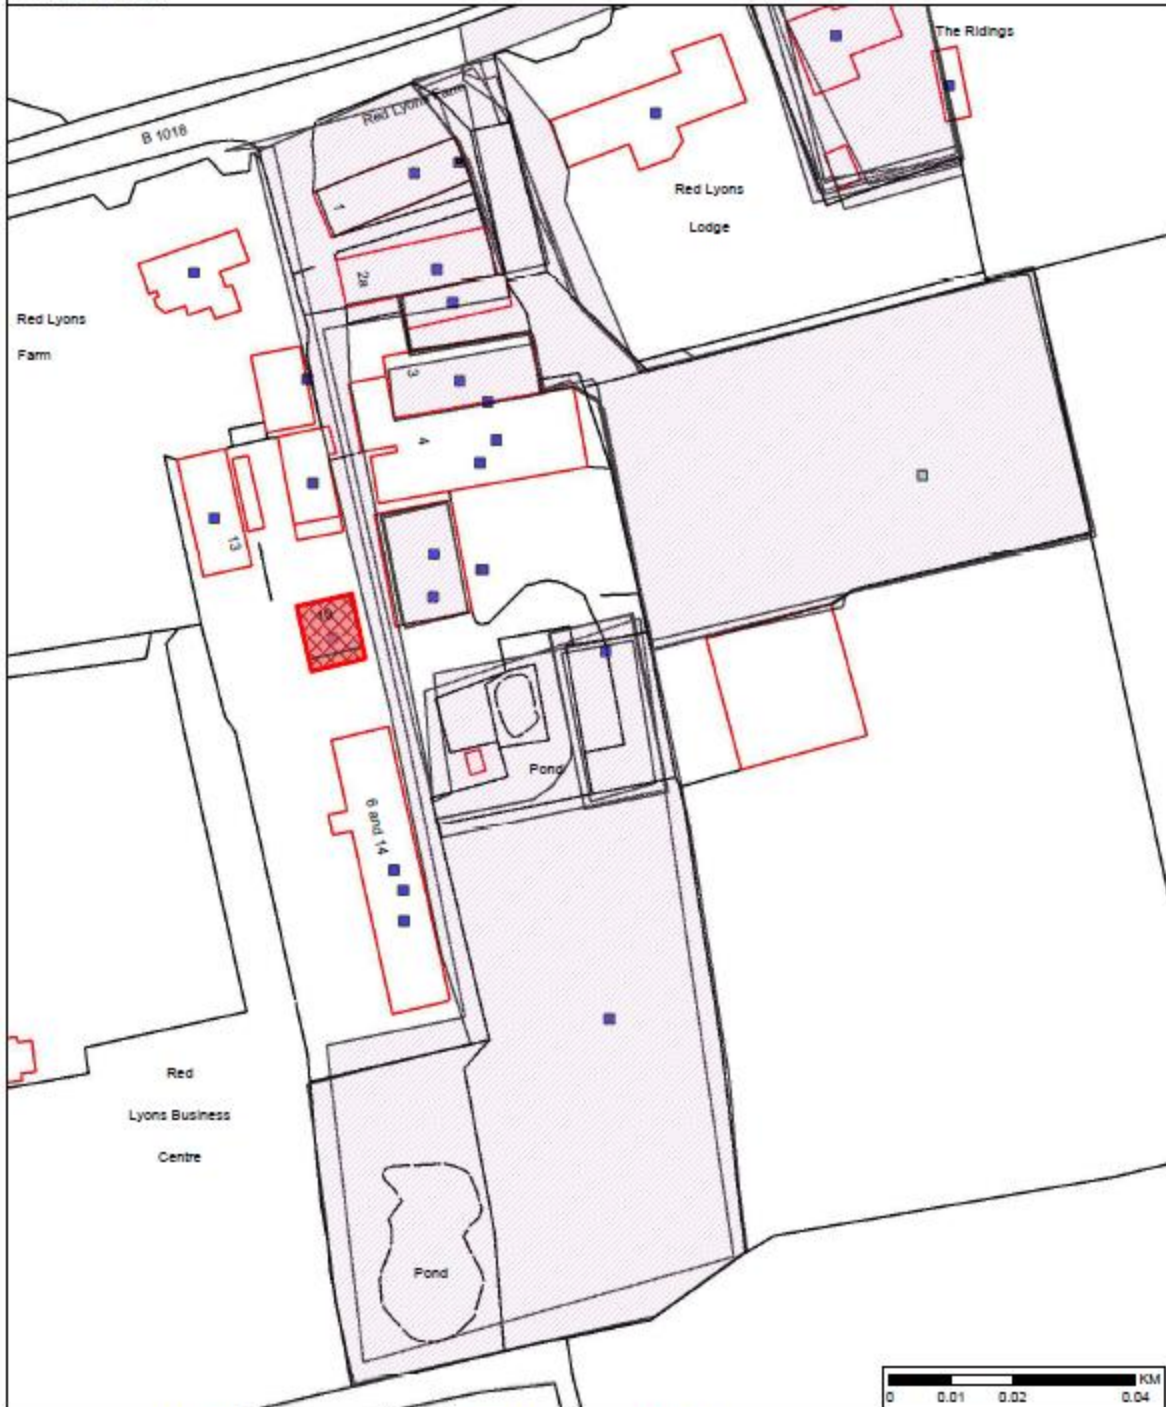 The Ridings
Red Lyons Farm
B 1018
Red Lyons
Lodge
1
2a
Red Lyons
Farm
3
4
13
19
Pond
6 and 14
Red
Lyons Business
Centre
Pond
KM
0 0.01 0.02 0.04